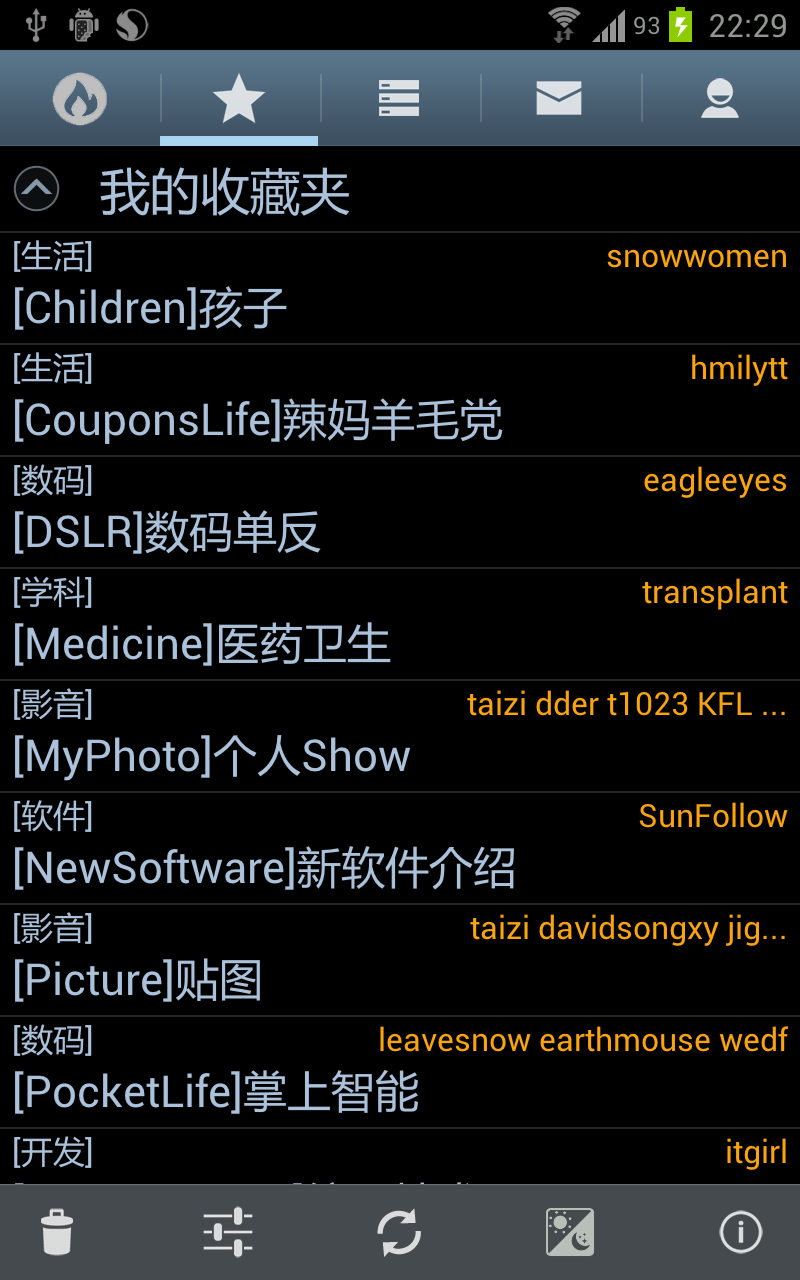 93 22:29
我的收藏夹
[生活] snowwomen
[Children]孩子
[生活] hmilytt
[CouponsLife]辣妈羊毛党
[数码] eagleeyes
[DSLR]数码单反
[学科] transplant
[Medicine]医药卫生
[影音] taizi dder t1023 KFL ...
[MyPhoto]个人Show
[软件] SunFollow
[NewSoftware]新软件介绍
[影音] taizi davidsongxy jig...
[Picture]贴图
[数码] leavesnow earthmouse wedf
[PocketLife]掌上智能
[开发] itgirl